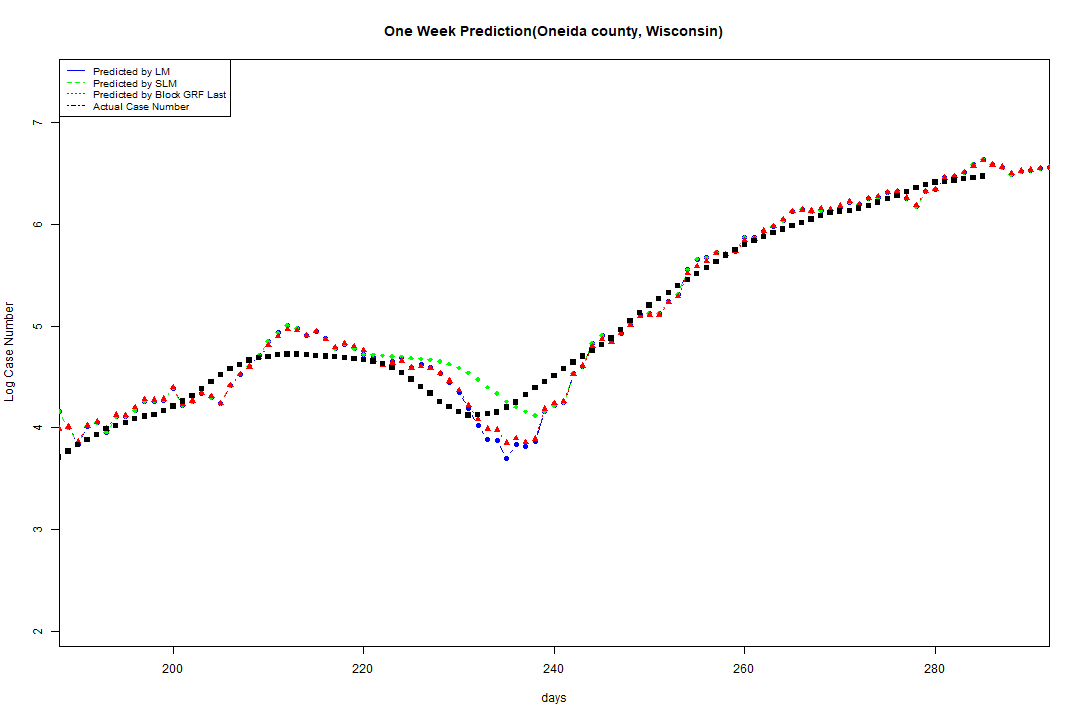 One Week Prediction(Oneida county, Wisconsin)
Predicted by LM
Predicted by SLM
Predicted by Block GRF Last
Actual Case Number
7
6
5
4
3
2
Log Case Number
200 220 240 260 280
days